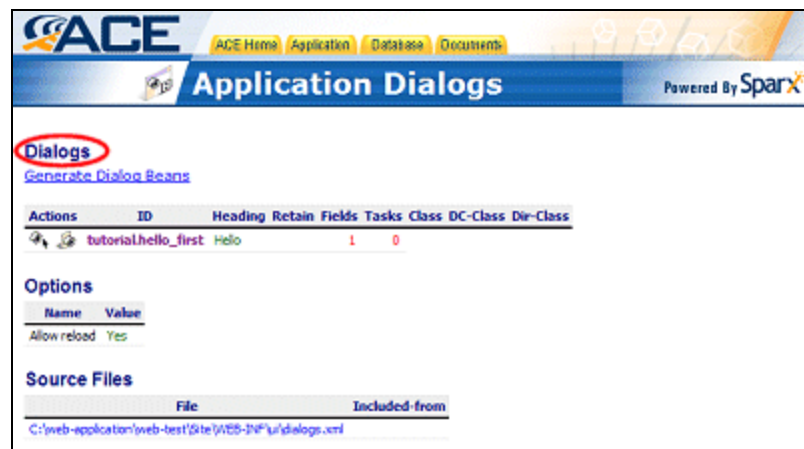 ACE
ACE Home Application Database Documents
Application Dialogs
Powered By Sparx
Dialogs
Generate Dialog Beans
Actions ID Heading Retain Fields Tasks Class DC-Class Dir-Class
tutorial.hello_first Hello 1 0
Options
Name Value
Allow reload Yes
Source Files
File Included-from
C:\web-application\web-test\Site\WEB-INF\ui\dialogs.xml